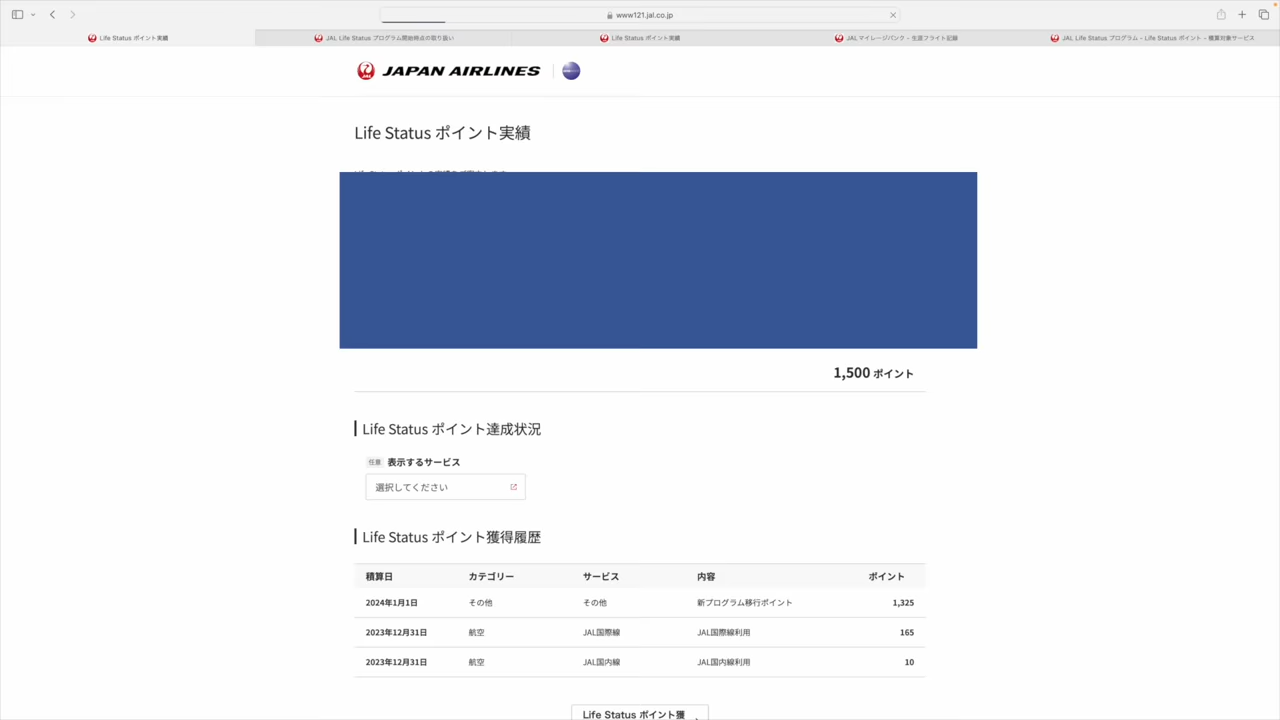 www121.jal.co.jp
Life Status ポイント実績
JAL Life Status プログラム開始時点の取り扱い
Life Status ポイント実績
JALマイレージバンク - 生涯フライト記録
JAL Life Status プログラム - Life Status ポイント - 積算対象サービス
JAPAN AIRLINES
Life Status ポイント実績
1,500 ポイント
Life Status ポイント達成状況
任意 表示するサービス
選択してください
Life Status ポイント獲得履歴
積算日 カテゴリー サービス 内容 ポイント
2024年1月1日 その他 その他 新プログラム移行ポイント 1,325
2023年12月31日 航空 JAL国際線 JAL国際線利用 165
2023年12月31日 航空 JAL国内線 JAL国内線利用 10
Life Status ポイント獲